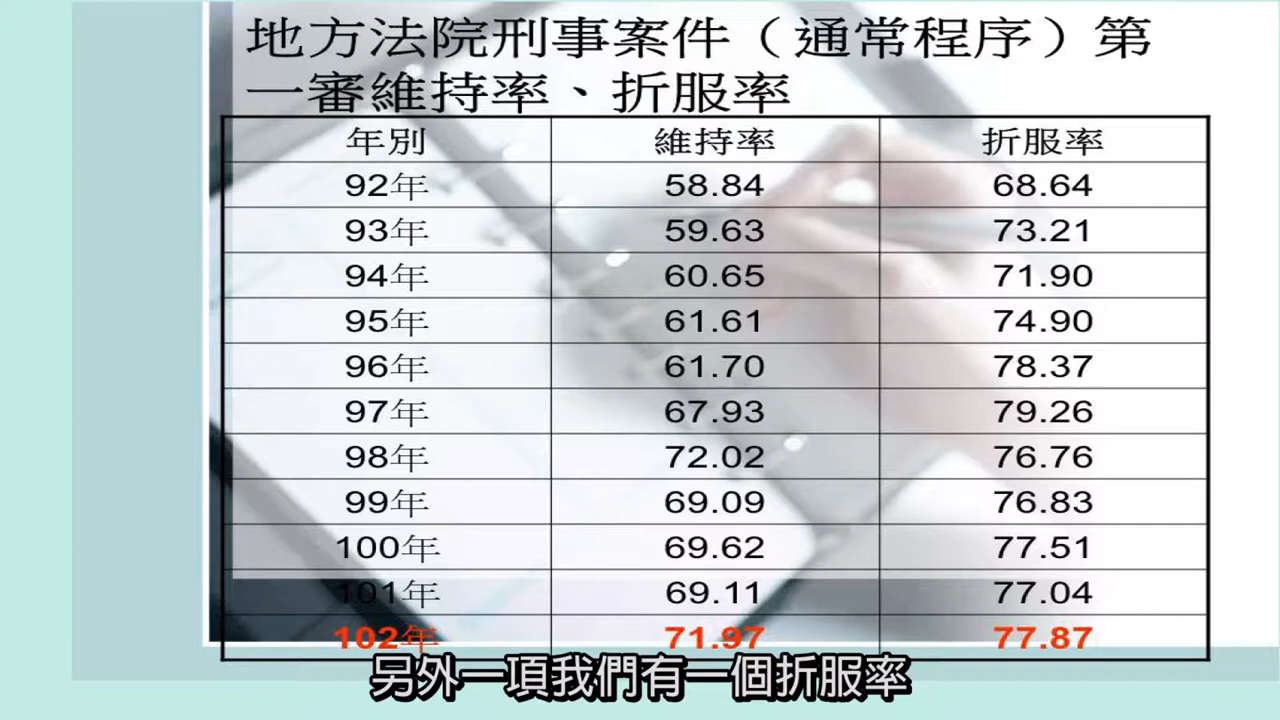 地方法院刑事案件（通常程序）第
一審維持率、折服率
年別 維持率 折服率
92年 58.84 68.64
93年 59.63 73.21
94年 60.65 71.90
95年 61.61 74.90
96年 61.70 78.37
97年 67.93 79.26
98年 72.02 76.76
99年 69.09 76.83
100年 69.62 77.51
101年 69.11 77.04
102年 71.97 77.87
另外一項我們有一個折服率